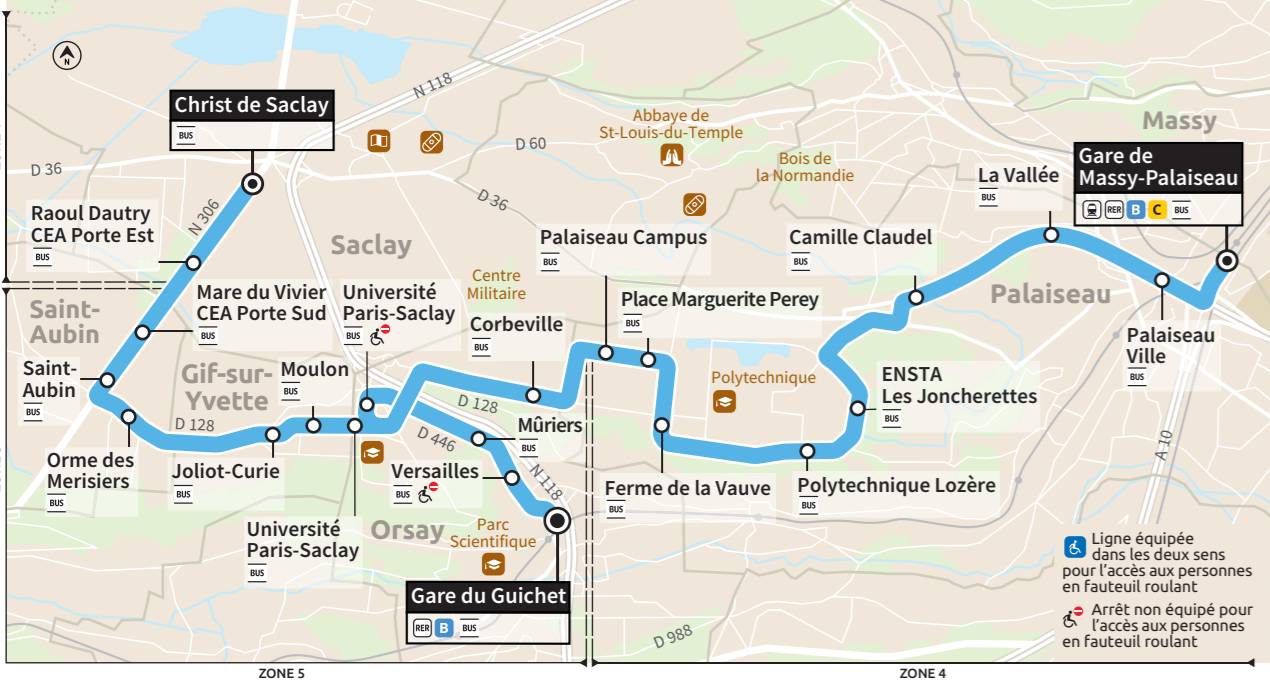 N
N 118
Christ de Saclay
BUS
D 36
D 60
Abbaye de
St-Louis-du-Temple
Bois de
la Normandie
Massy
La Vallée
BUS
Gare de
Massy-Palaiseau
RER B C BUS
Raoul Dautry
CEA Porte Est
BUS
N 306
D 36
Saclay
Centre
Militaire
Palaiseau Campus
BUS
Camille Claudel
BUS
Saint-
Aubin
Mare du Vivier
CEA Porte Sud
BUS
Université
Paris-Saclay
BUS
Corbeville
BUS
Place Marguerite Perey
BUS
Palaiseau
Palaiseau
Ville
BUS
Saint-
Aubin
BUS
Gif-sur-
Yvette
Moulon
BUS
D 128
Polytechnique
ENSTA
Les Joncherettes
BUS
D 128
D 446
Mûriers
BUS
A 10
Orme des
Merisiers
BUS
Joliot-Curie
BUS
Versailles
BUS
N 118
Ferme de la Vauve
BUS
Polytechnique Lozère
BUS
Université
Paris-Saclay
BUS
Orsay
Parc
Scientifique
Gare du Guichet
RER B BUS
D 988
Ligne équipée
dans les deux sens
pour l'accès aux personnes
en fauteuil roulant
Arrêt non équipé pour
l'accès aux personnes
en fauteuil roulant
ZONE 5
ZONE 4